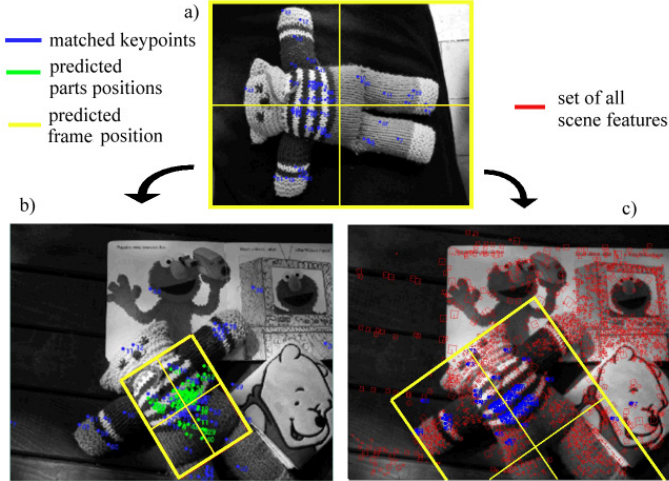 a)
matched keypoints
predicted
parts positions
predicted
frame position
set of all
scene features
b)
c)